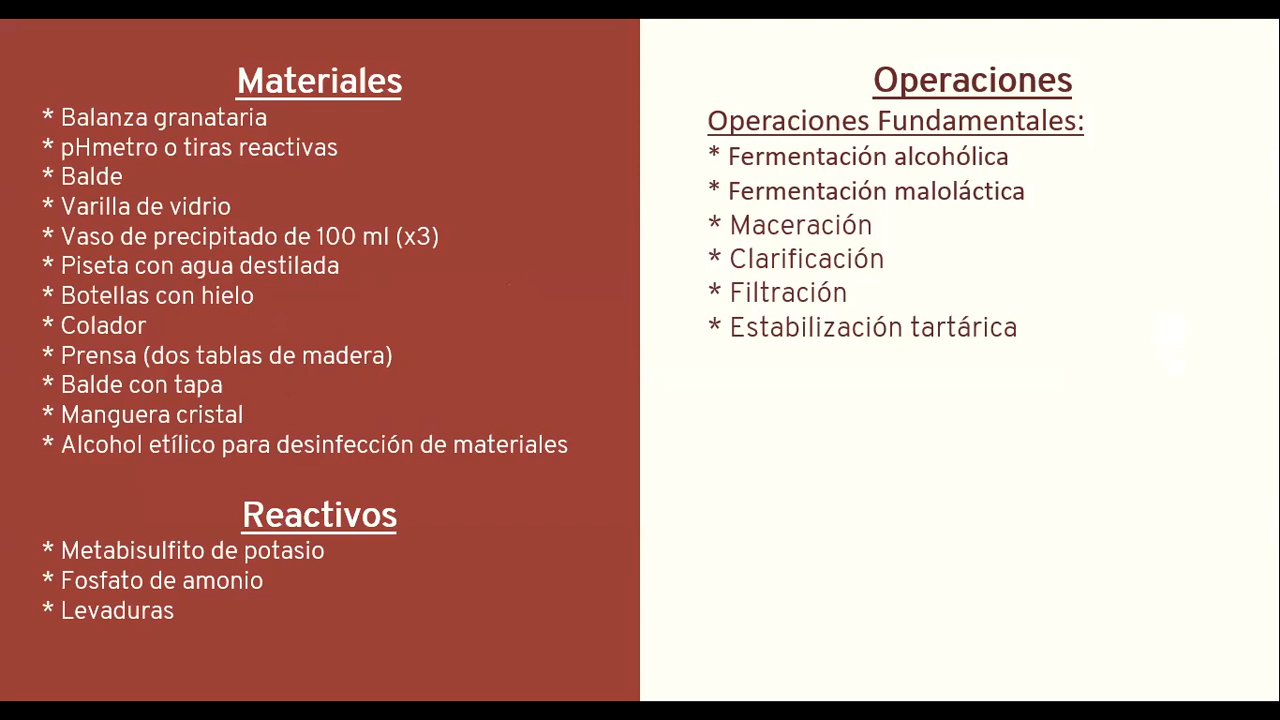 Materiales
* Balanza granataria
* pHmetro o tiras reactivas
* Balde
* Varilla de vidrio
* Vaso de precipitado de 100 ml (x3)
* Piseta con agua destilada
* Botellas con hielo
* Colador
* Prensa (dos tablas de madera)
* Balde con tapa
* Manguera cristal
* Alcohol etílico para desinfección de materiales
Reactivos
* Metabisulfito de potasio
* Fosfato de amonio
* Levaduras
Operaciones
Operaciones Fundamentales:
* Fermentación alcohólica
* Fermentación maloláctica
* Maceración
* Clarificación
* Filtración
* Estabilización tartárica